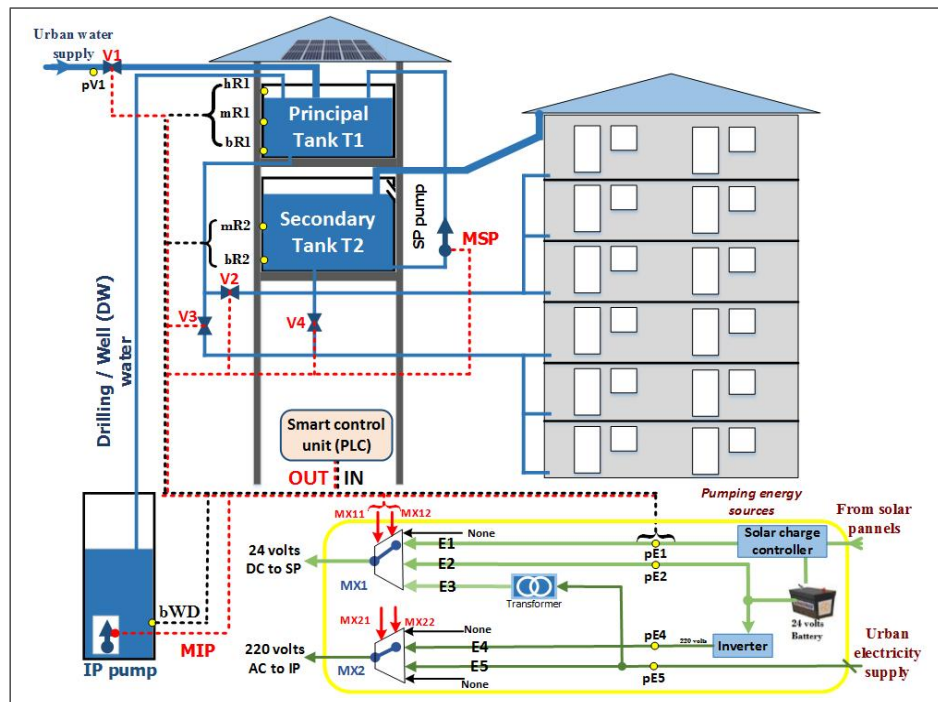 Urban water
supply
V1
pV1
hR1
mR1
bR1
Principal
Tank T1
Secondary
Tank T2
mR2
bR2
SP pump
MSP
V2
V3
V4
Drilling / Well (DW)
water
Smart control
unit (PLC)
OUT
IN
Pumping energy
sources
From solar
pannels
MX11
MX12
None
E1
pE1
Solar charge
controller
24 volts
DC to SP
E2
pE2
MX1
E3
Transformer
24 volts
Battery
bWD
MX21
MX22
None
MIP
IP pump
220 volts
AC to IP
MX2
E4
pE4
220 volts
Inverter
E5
pE5
None
Urban
electricity
supply